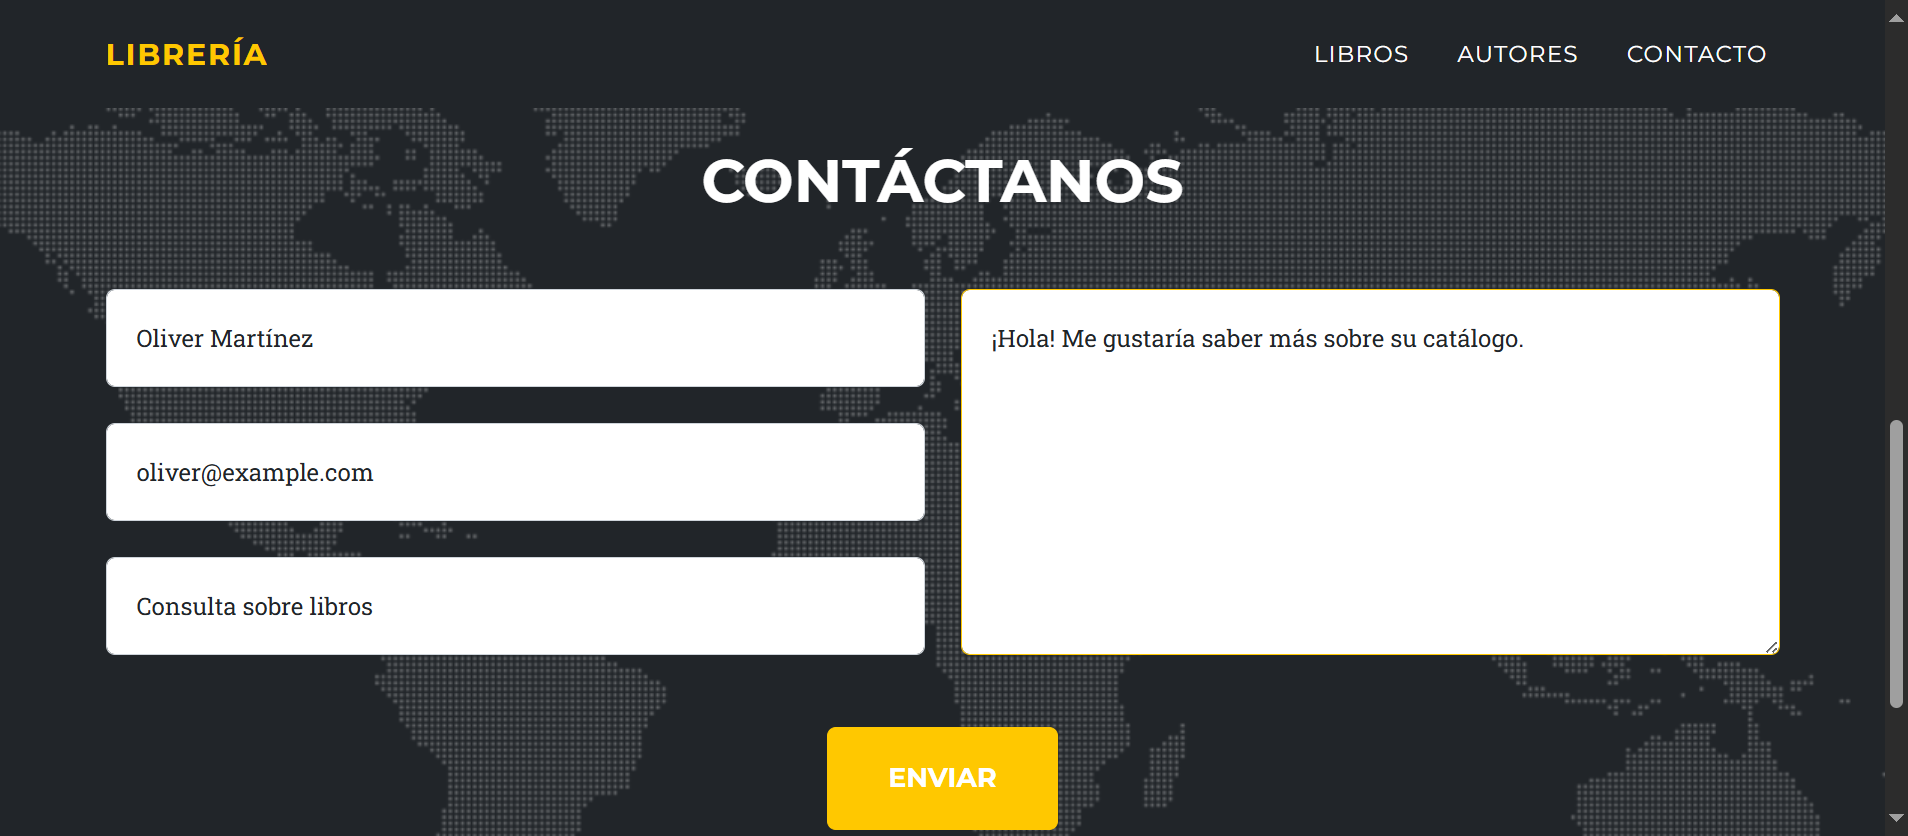 LIBRERÍA
LIBROS
AUTORES
CONTACTO
CONTÁCTANOS
Oliver Martínez
oliver@example.com
Consulta sobre libros
¡Hola! Me gustaría saber más sobre su catálogo.
ENVIAR